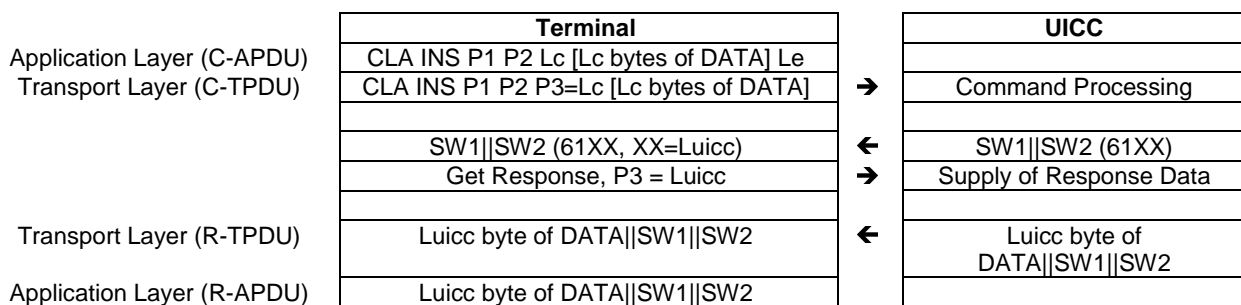 Terminal UICC
Application Layer (C-APDU) CLA INS P1 P2 Lc [Lc bytes of DATA] Le
Transport Layer (C-TPDU) CLA INS P1 P2 P3=Lc [Lc bytes of DATA] → Command Processing
SW1||SW2 (61XX, XX=Luicc) ← SW1||SW2 (61XX)
Get Response, P3 = Luicc → Supply of Response Data
Transport Layer (R-TPDU) Luicc byte of DATA||SW1||SW2 ← Luicc byte of
DATA||SW1||SW2
Application Layer (R-APDU) Luicc byte of DATA||SW1||SW2